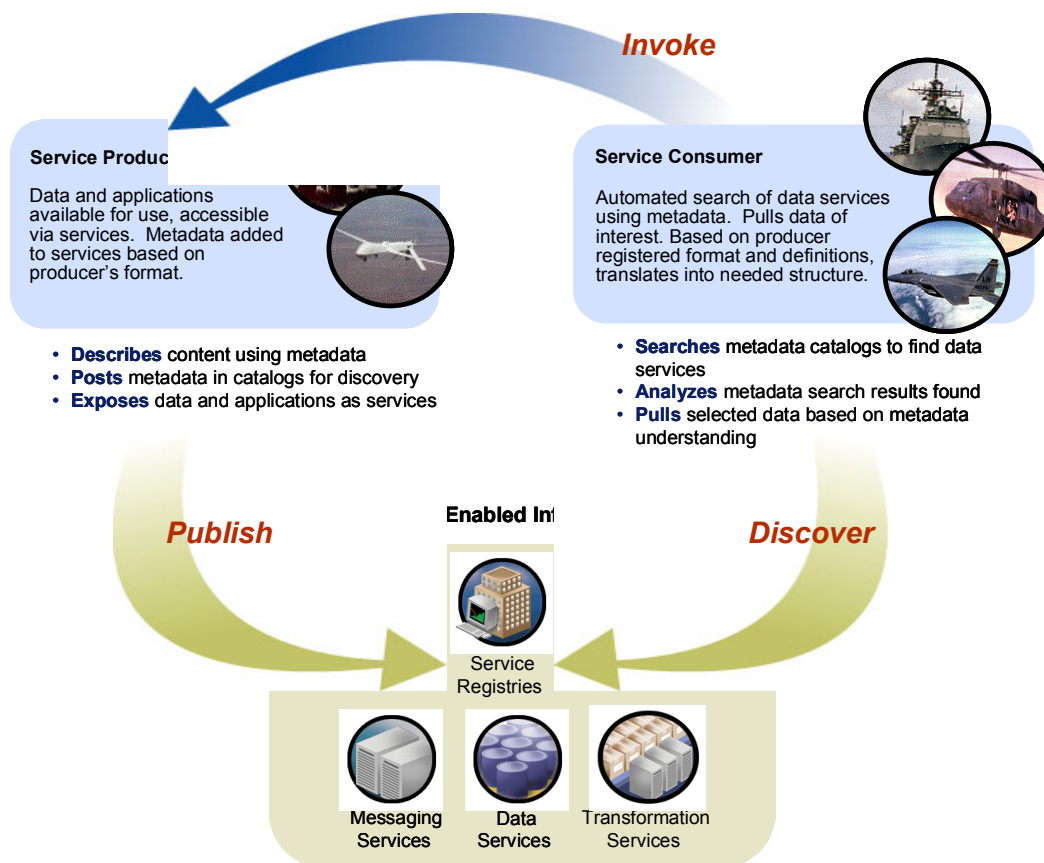 Invoke
Service Produc
Data and applications
available for use, accessible
via services. Metadata added
to services based on
producer's format.
• Describes content using metadata
• Posts metadata in catalogs for discovery
• Exposes data and applications as services
Service Consumer
Automated search of data services
using metadata. Pulls data of
interest. Based on producer
registered format and definitions,
translates into needed structure.
• Searches metadata catalogs to find data
services
• Analyzes metadata search results found
• Pulls selected data based on metadata
understanding
Publish
Enabled Inf
Discover
Service
Registries
Messaging
Services
Data
Services
Transformation
Services